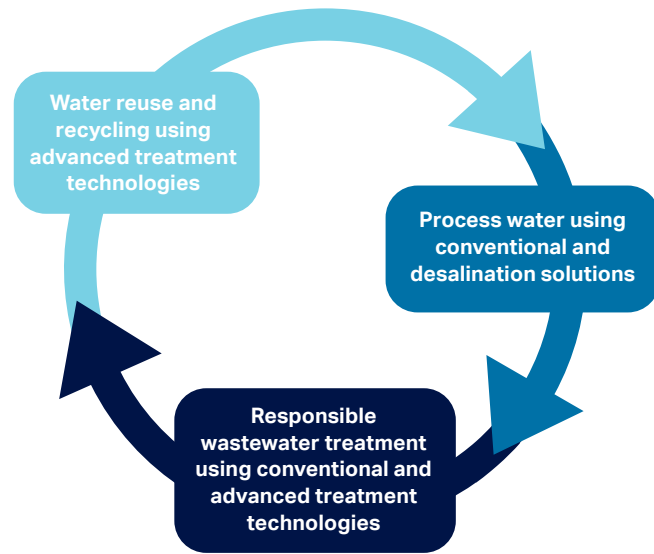 Water reuse and
recycling using
advanced treatment
technologies
Process water using
conventional and
desalination solutions
Responsible
wastewater treatment
using conventional and
advanced treatment
technologies